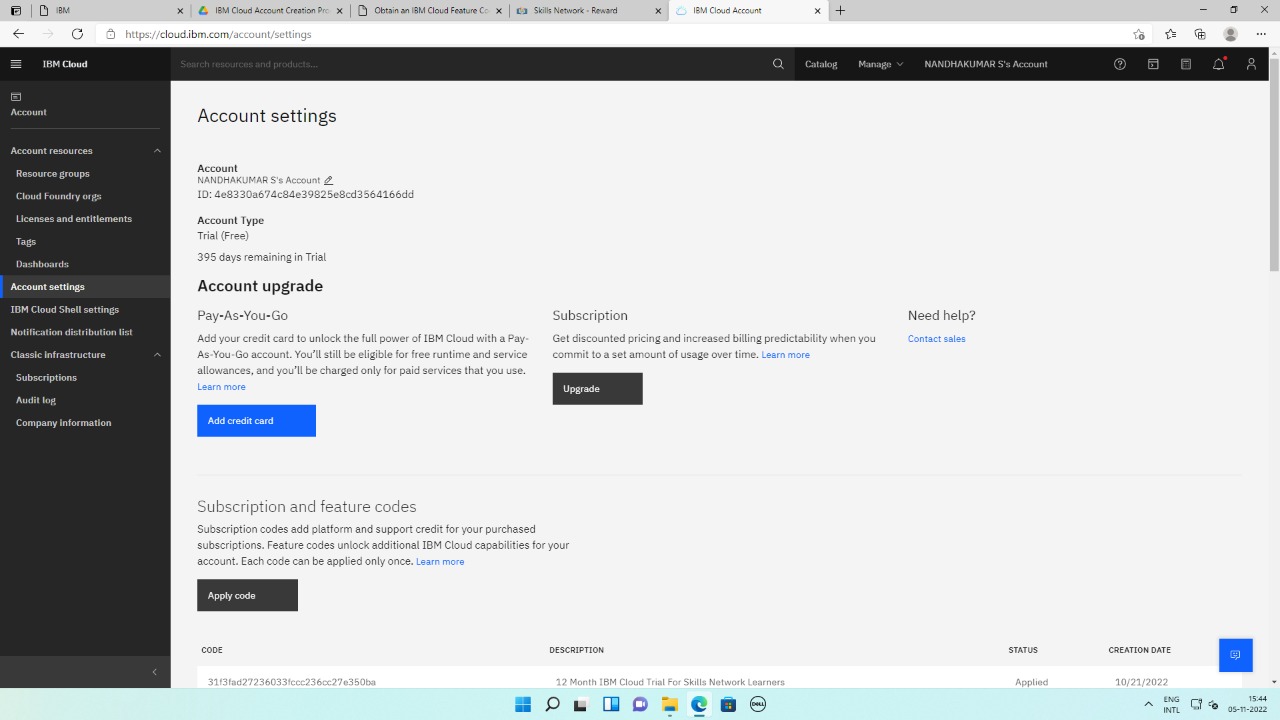 IBM
IBM Cloud Account Creation Pro
Obtain an IBM Cloud Feature Co
Skills Network - Reward
IBM Cloud Account
https://cloud.ibm.com/account/settings
IBM Cloud
Search resources and products...
Catalog
Manage
NANDHAKUMAR S's Account
Account
Account resources
Resource groups
Cloud Foundry orgs
Licenses and entitlements
Tags
Dashboards
Account settings
IBM Cloud Shell settings
Notification distribution list
Classic infrastructure
Subscriptions
Audit log
Company information
Account settings
Account
NANDHAKUMAR S's Account
ID: 4e8330a674c84e39825e8cd3564166dd
Account Type
Trial (Free)
395 days remaining in Trial
Account upgrade
Pay-As-You-Go
Add your credit card to unlock the full power of IBM Cloud with a Pay-
As-You-Go account. You'll still be eligible for free runtime and service
allowances, and you'll be charged only for paid services that you use.
Learn more
Add credit card
Subscription
Get discounted pricing and increased billing predictability when you
commit to a set amount of usage over time. Learn more
Upgrade
Need help?
Contact sales
Subscription and feature codes
Subscription codes add platform and support credit for your purchased
subscriptions. Feature codes unlock additional IBM Cloud capabilities for your
account. Each code can be applied only once. Learn more
Apply code
CODE DESCRIPTION STATUS CREATION DATE
31f3fad27236033fccc236cc27e350ba 12 Month IBM Cloud Trial For Skills Network Learners Applied 10/21/2022
DELL
ENG
INTL
15:44
05-11-2022